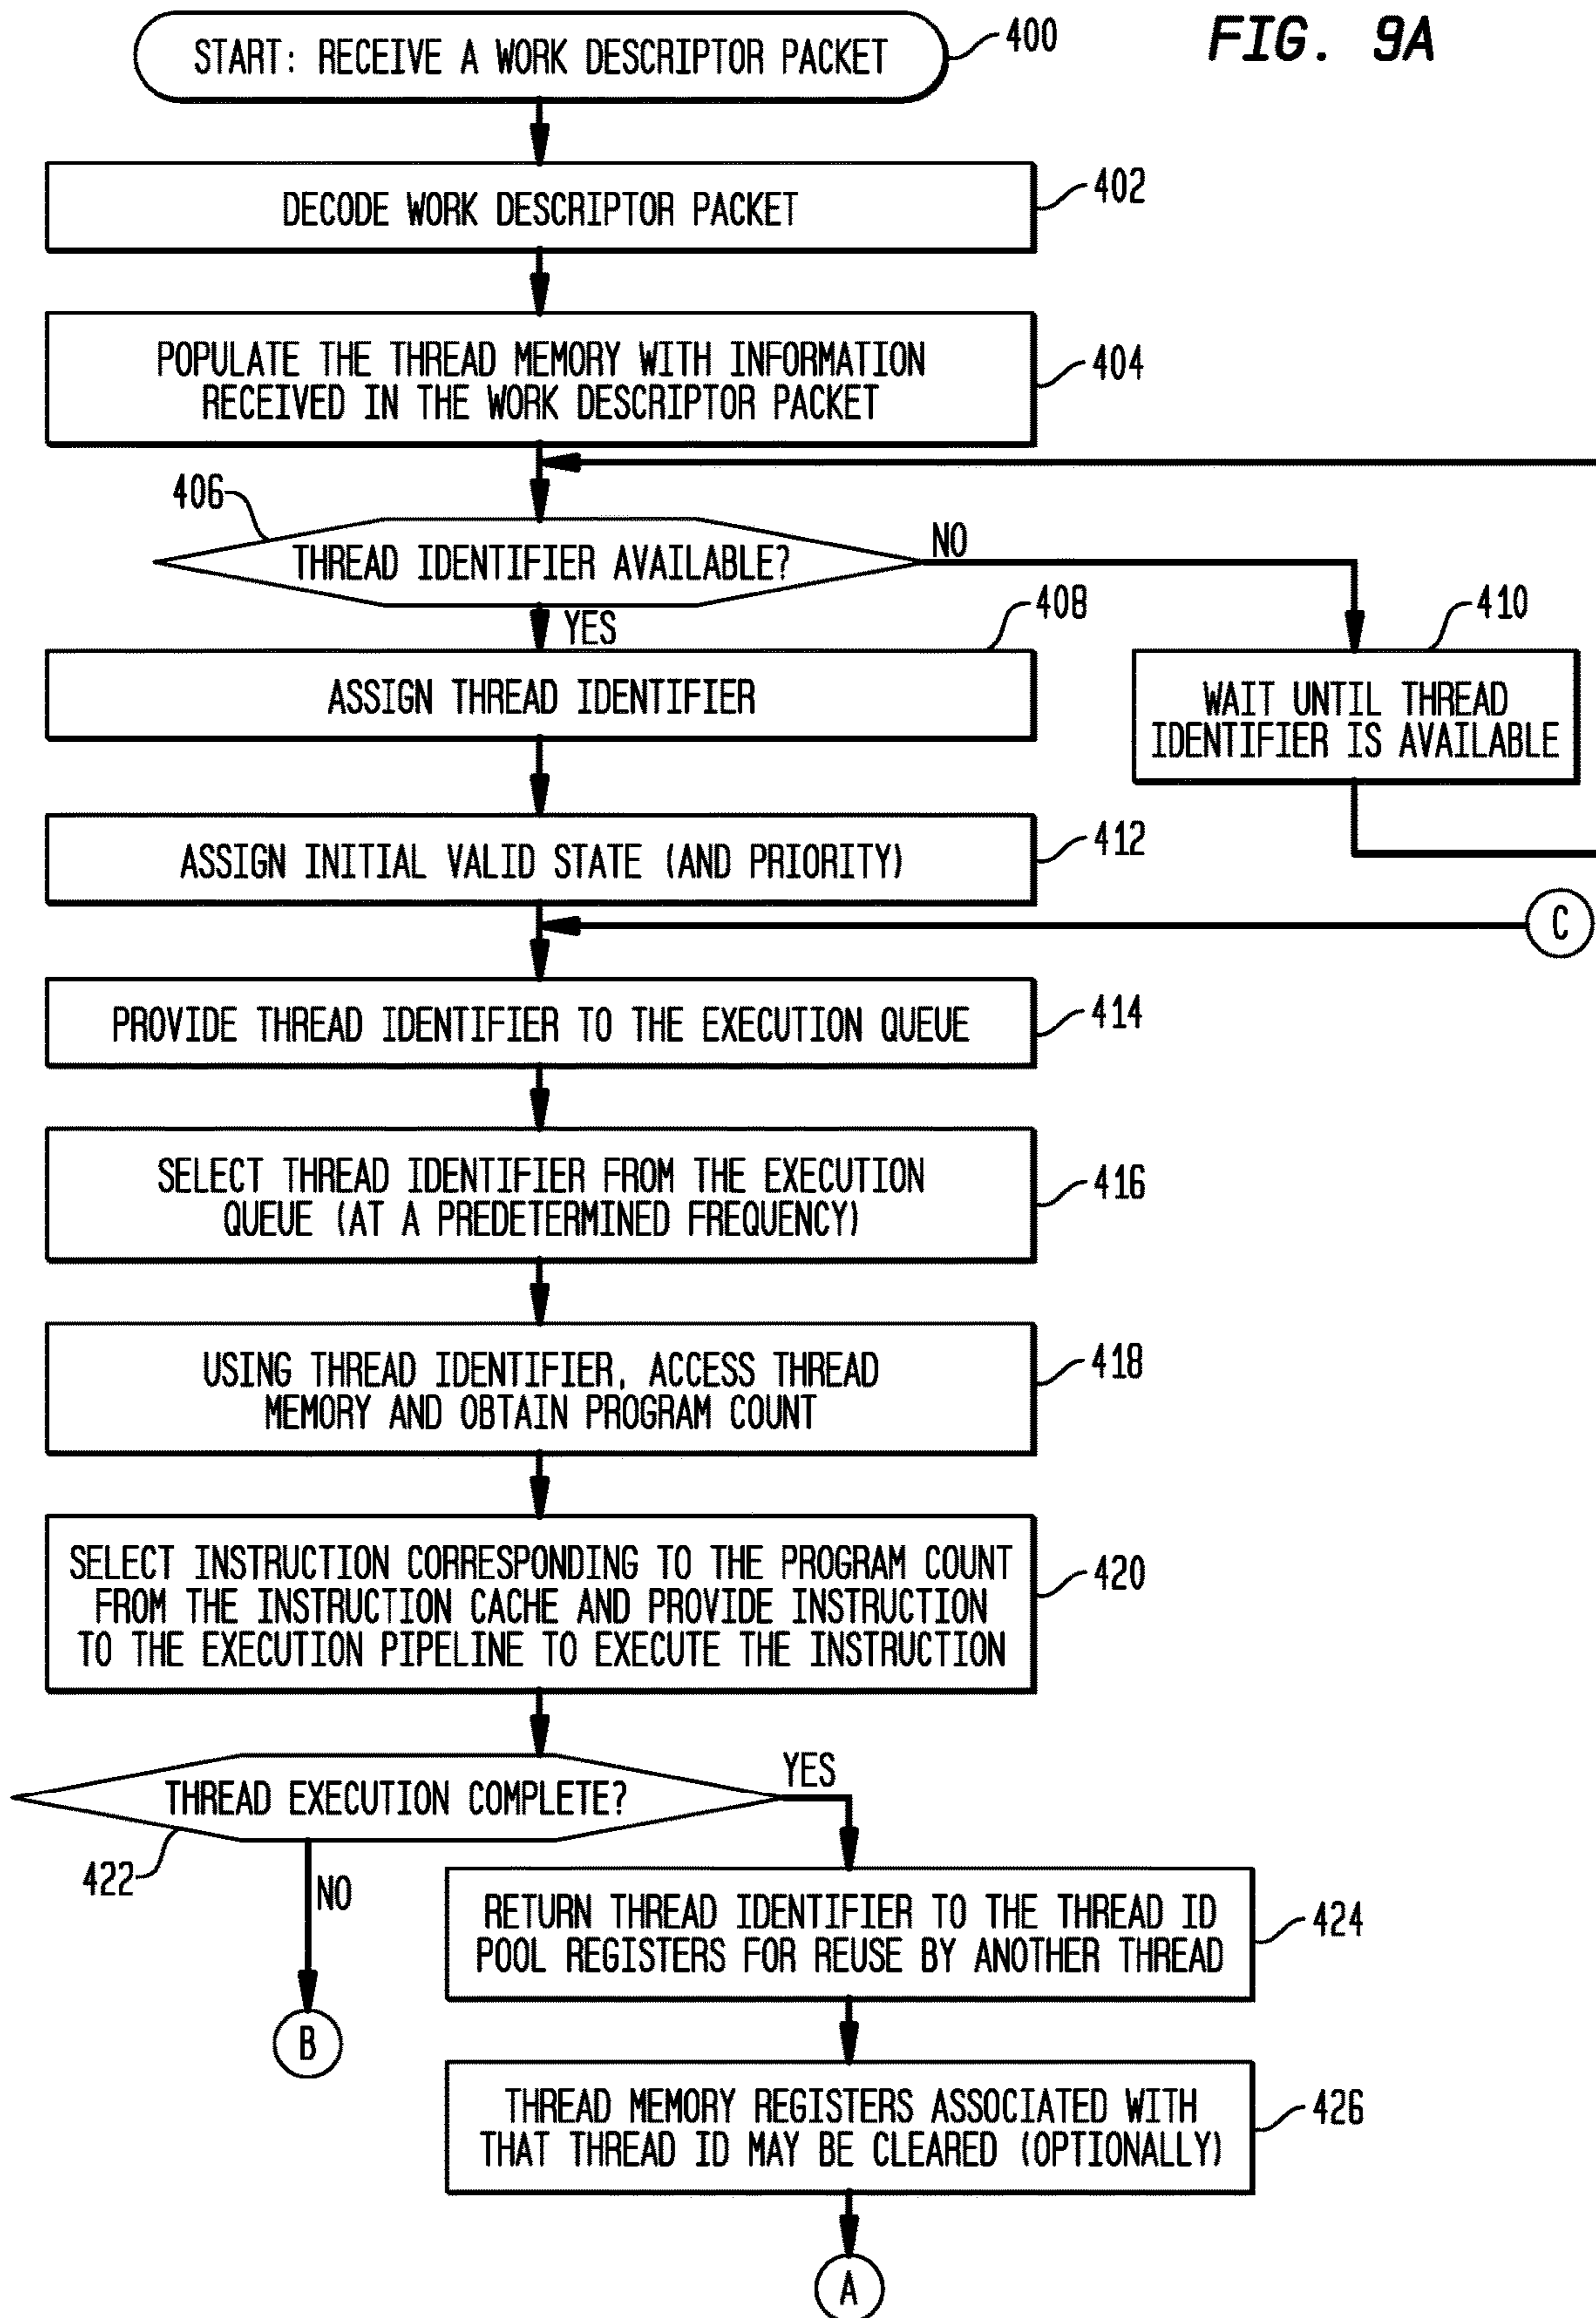 FIG. 9A
START: RECEIVE A WORK DESCRIPTOR PACKET
400
DECODE WORK DESCRIPTOR PACKET
402
POPULATE THE THREAD MEMORY WITH INFORMATION
RECEIVED IN THE WORK DESCRIPTOR PACKET
404
406
THREAD IDENTIFIER AVAILABLE?
NO
YES
408
ASSIGN THREAD IDENTIFIER
410
WAIT UNTIL THREAD
IDENTIFIER IS AVAILABLE
ASSIGN INITIAL VALID STATE (AND PRIORITY)
412
C
PROVIDE THREAD IDENTIFIER TO THE EXECUTION QUEUE
414
SELECT THREAD IDENTIFIER FROM THE EXECUTION
QUEUE (AT A PREDETERMINED FREQUENCY)
416
USING THREAD IDENTIFIER, ACCESS THREAD
MEMORY AND OBTAIN PROGRAM COUNT
418
SELECT INSTRUCTION CORRESPONDING TO THE PROGRAM COUNT
FROM THE INSTRUCTION CACHE AND PROVIDE INSTRUCTION
TO THE EXECUTION PIPELINE TO EXECUTE THE INSTRUCTION
420
THREAD EXECUTION COMPLETE?
YES
422
NO
B
RETURN THREAD IDENTIFIER TO THE THREAD ID
POOL REGISTERS FOR REUSE BY ANOTHER THREAD
424
THREAD MEMORY REGISTERS ASSOCIATED WITH
THAT THREAD ID MAY BE CLEARED (OPTIONALLY)
426
A